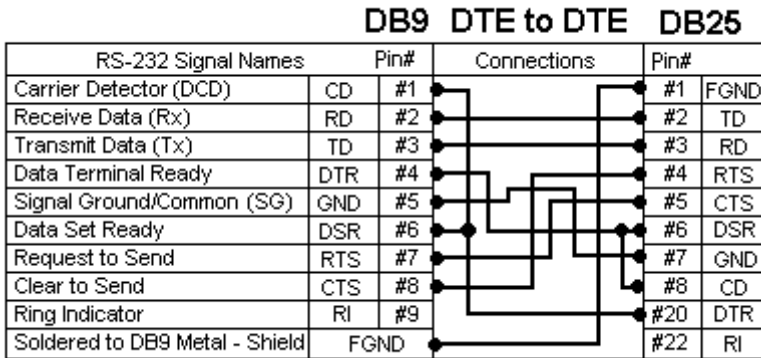 DB9 DTE to DTE DB25
RS-232 Signal Names Pin# Connections Pin#
Carrier Detector (DCD) CD #1 #1 FGND
Receive Data (Rx) RD #2 #2 TD
Transmit Data (Tx) TD #3 #3 RD
Data Terminal Ready DTR #4 #4 RTS
Signal Ground/Common (SG) GND #5 #5 CTS
Data Set Ready DSR #6 #6 DSR
Request to Send RTS #7 #7 GND
Clear to Send CTS #8 #8 CD
Ring Indicator RI #9 #20 DTR
Soldered to DB9 Metal - Shield FGND #22 RI